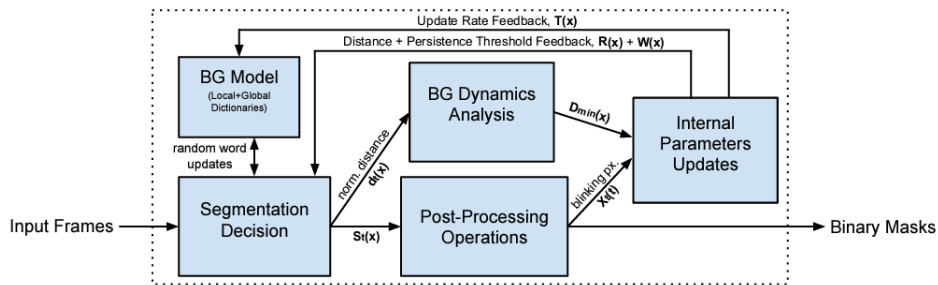 Update Rate Feedback, T(x)
Distance + Persistence Threshold Feedback, R(x) + W(x)
BG Model
(Local+Global
Dictionaries)
BG Dynamics
Analysis
Dmin(x)
Internal
Parameters
Updates
random word
updates
norm. distance
dt(x)
blinking px.
Xt(t)
Input Frames
Segmentation
Decision
St(x)
Post-Processing
Operations
Binary Masks